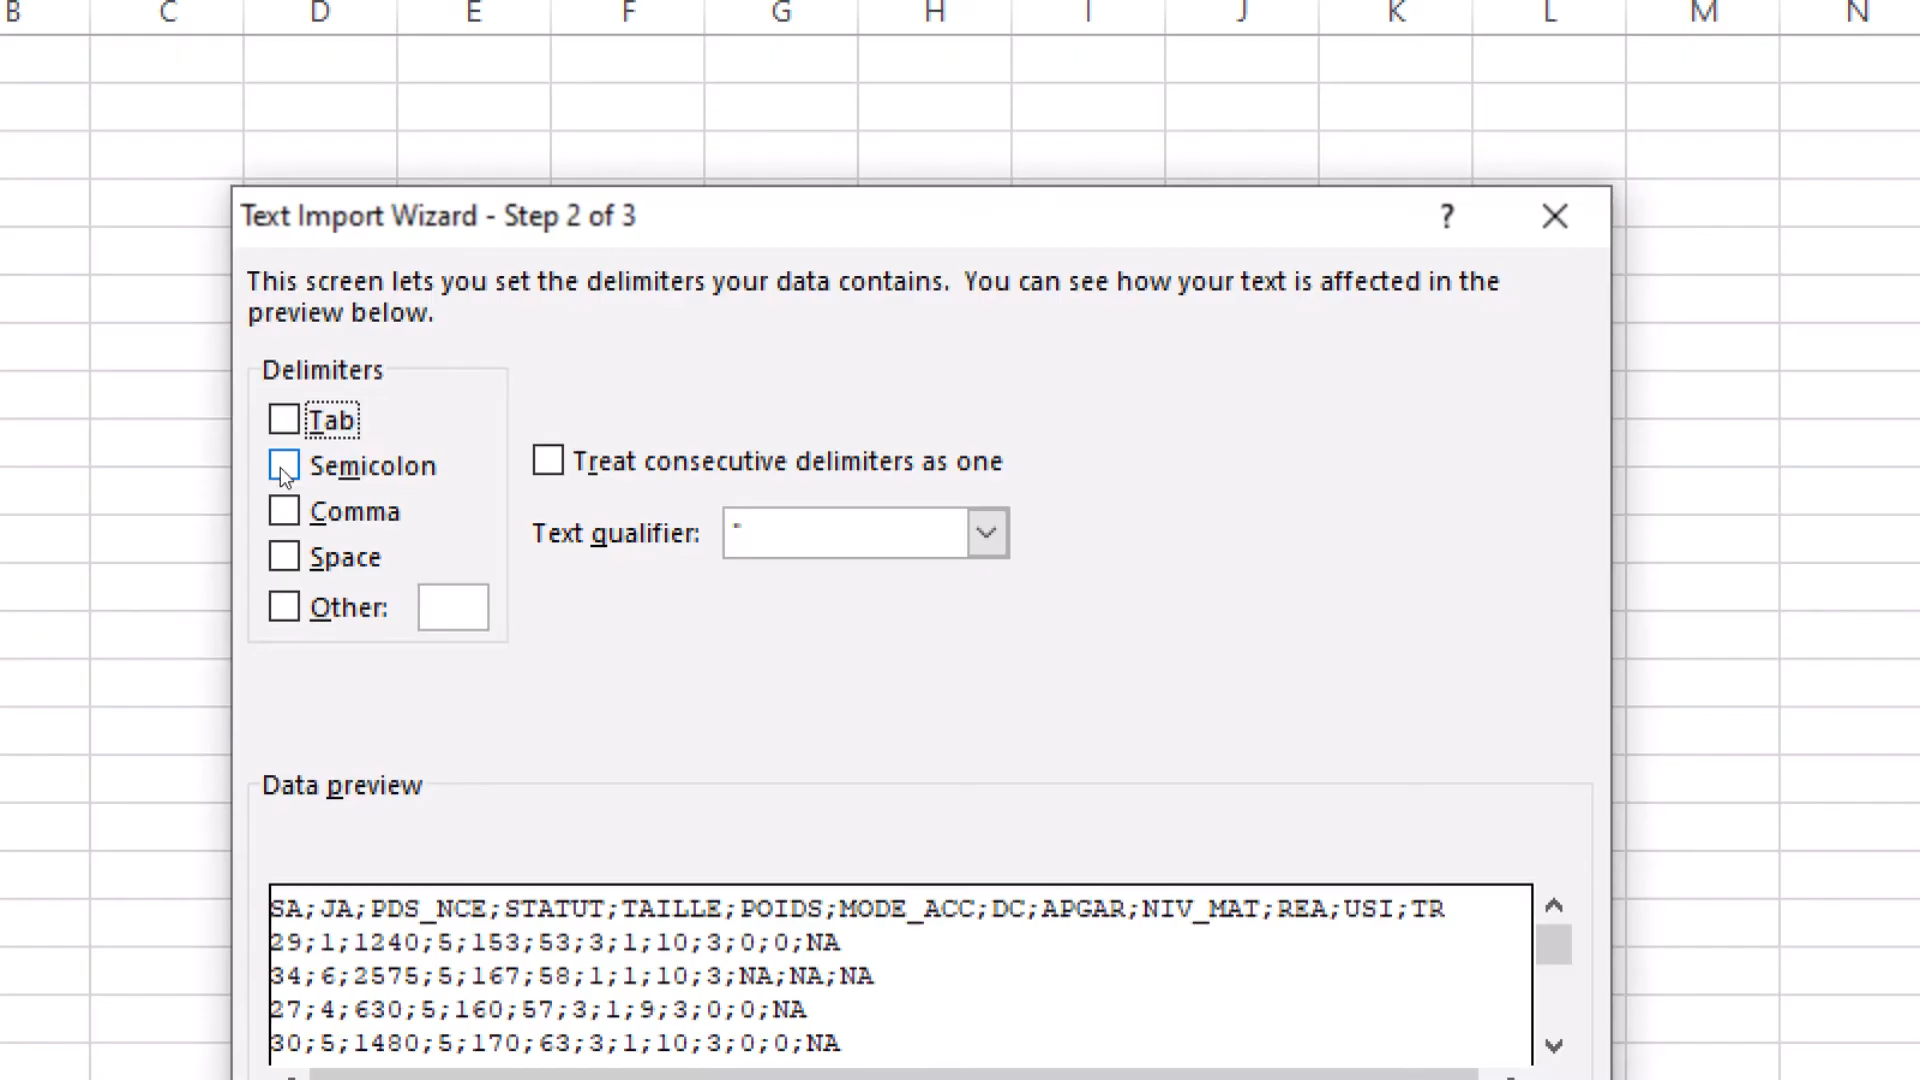 B C D E F G H I J K L M N
Text Import Wizard - Step 2 of 3 ?
This screen lets you set the delimiters your data contains. You can see how your text is affected in the
preview below.
Delimiters
Tab
Semicolon
Comma
Space
Other:
Treat consecutive delimiters as one
Text qualifier: "
Data preview
SA;JA;PDS_NCE;STATUT;TAILLE;POIDS;MODE_ACC;DC;APGAR;NIV_MAT;REA;USI;TR
29;1;1240;5;153;53;3;1;10;3;0;0;NA
34;6;2575;5;167;58;1;1;10;3;NA;NA;NA
27;4;630;5;160;57;3;1;9;3;0;0;NA
30;5;1480;5;170;63;3;1;10;3;0;0;NA